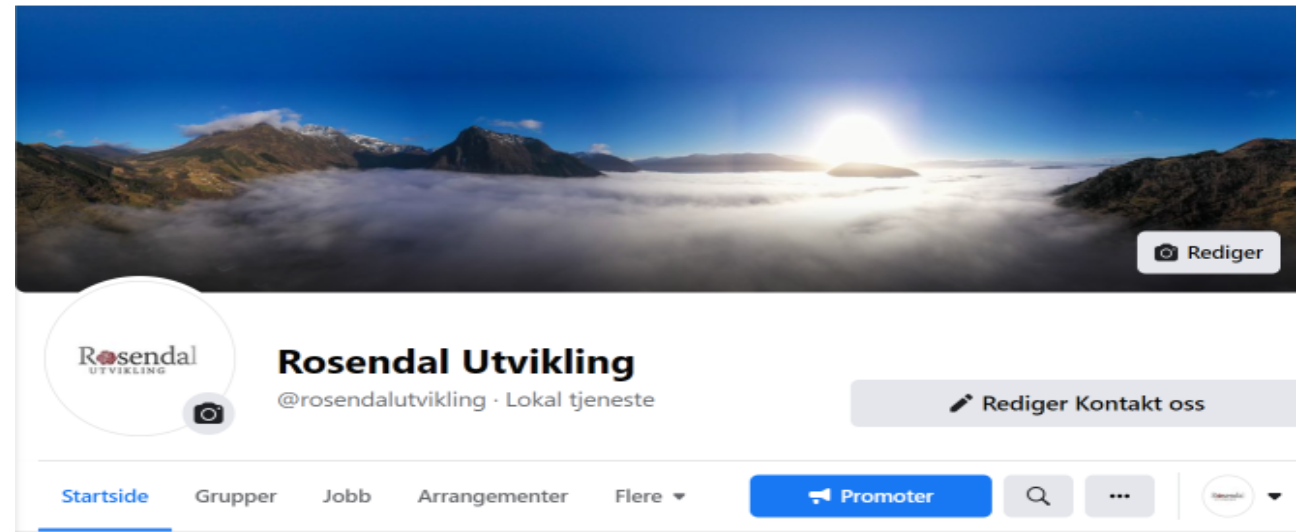 Rediger
Rosendal
UTVIKLING
Rosendal Utvikling
@rosendalutvikling · Lokal tjeneste
Rediger Kontakt oss
Startside Grupper Jobb Arrangementer Flere Promoter